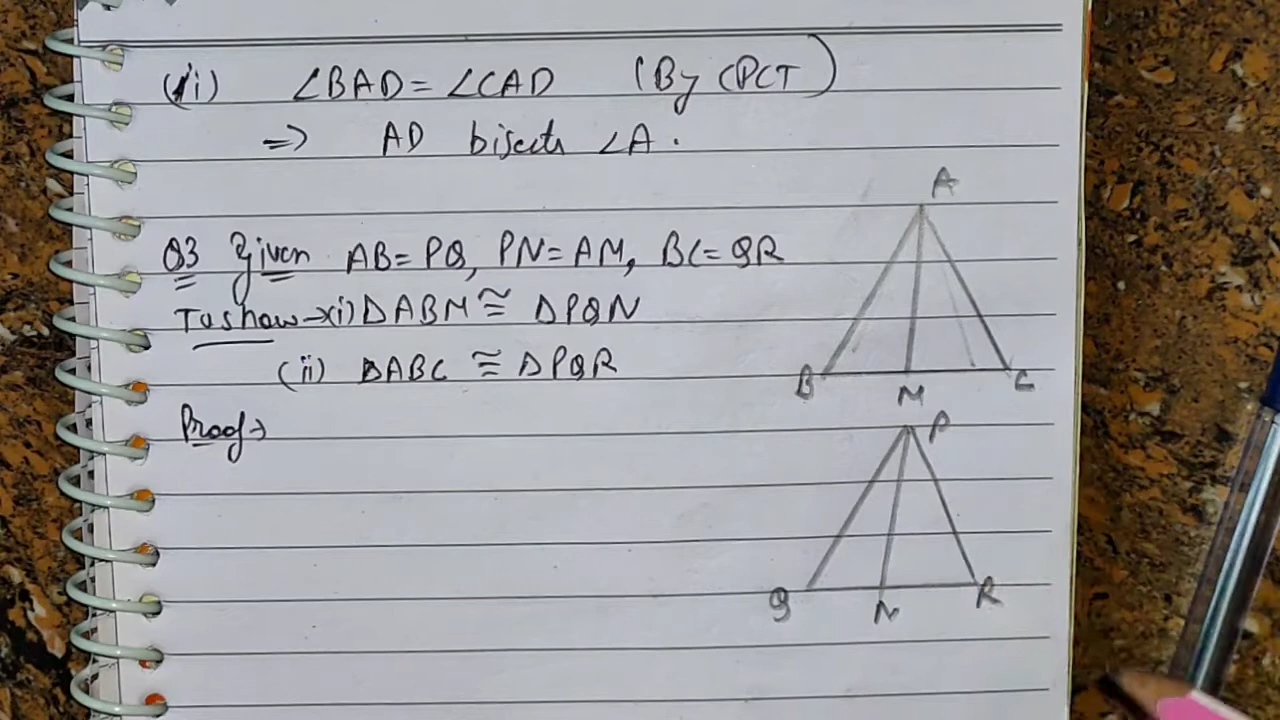 (ii) ∠BAD = ∠CAD (By CPCT)
⇒ AD bisects ∠A.
Q3 Given AB = PQ, PN = AM, BC = QR
To show → (i) ΔABM ≅ ΔPQN
(ii) ΔABC ≅ ΔPQR
Proof →
A
B
M
C
P
Q
N
R